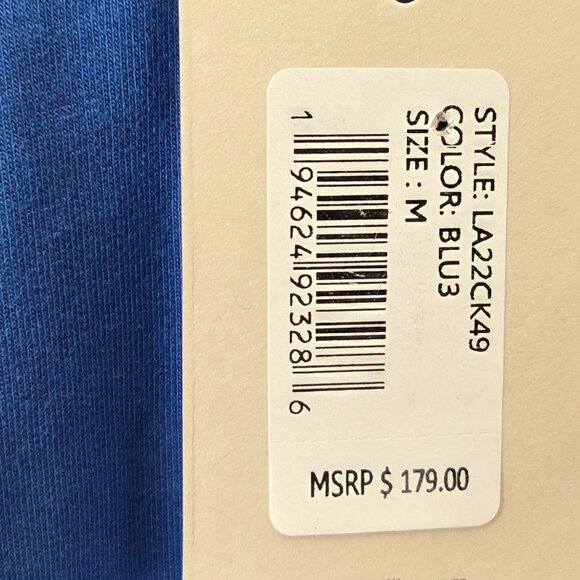 STYLE: LA22CK49
COLOR: BLU3
SIZE : M
1 94624 92328 6
MSRP $ 179.00